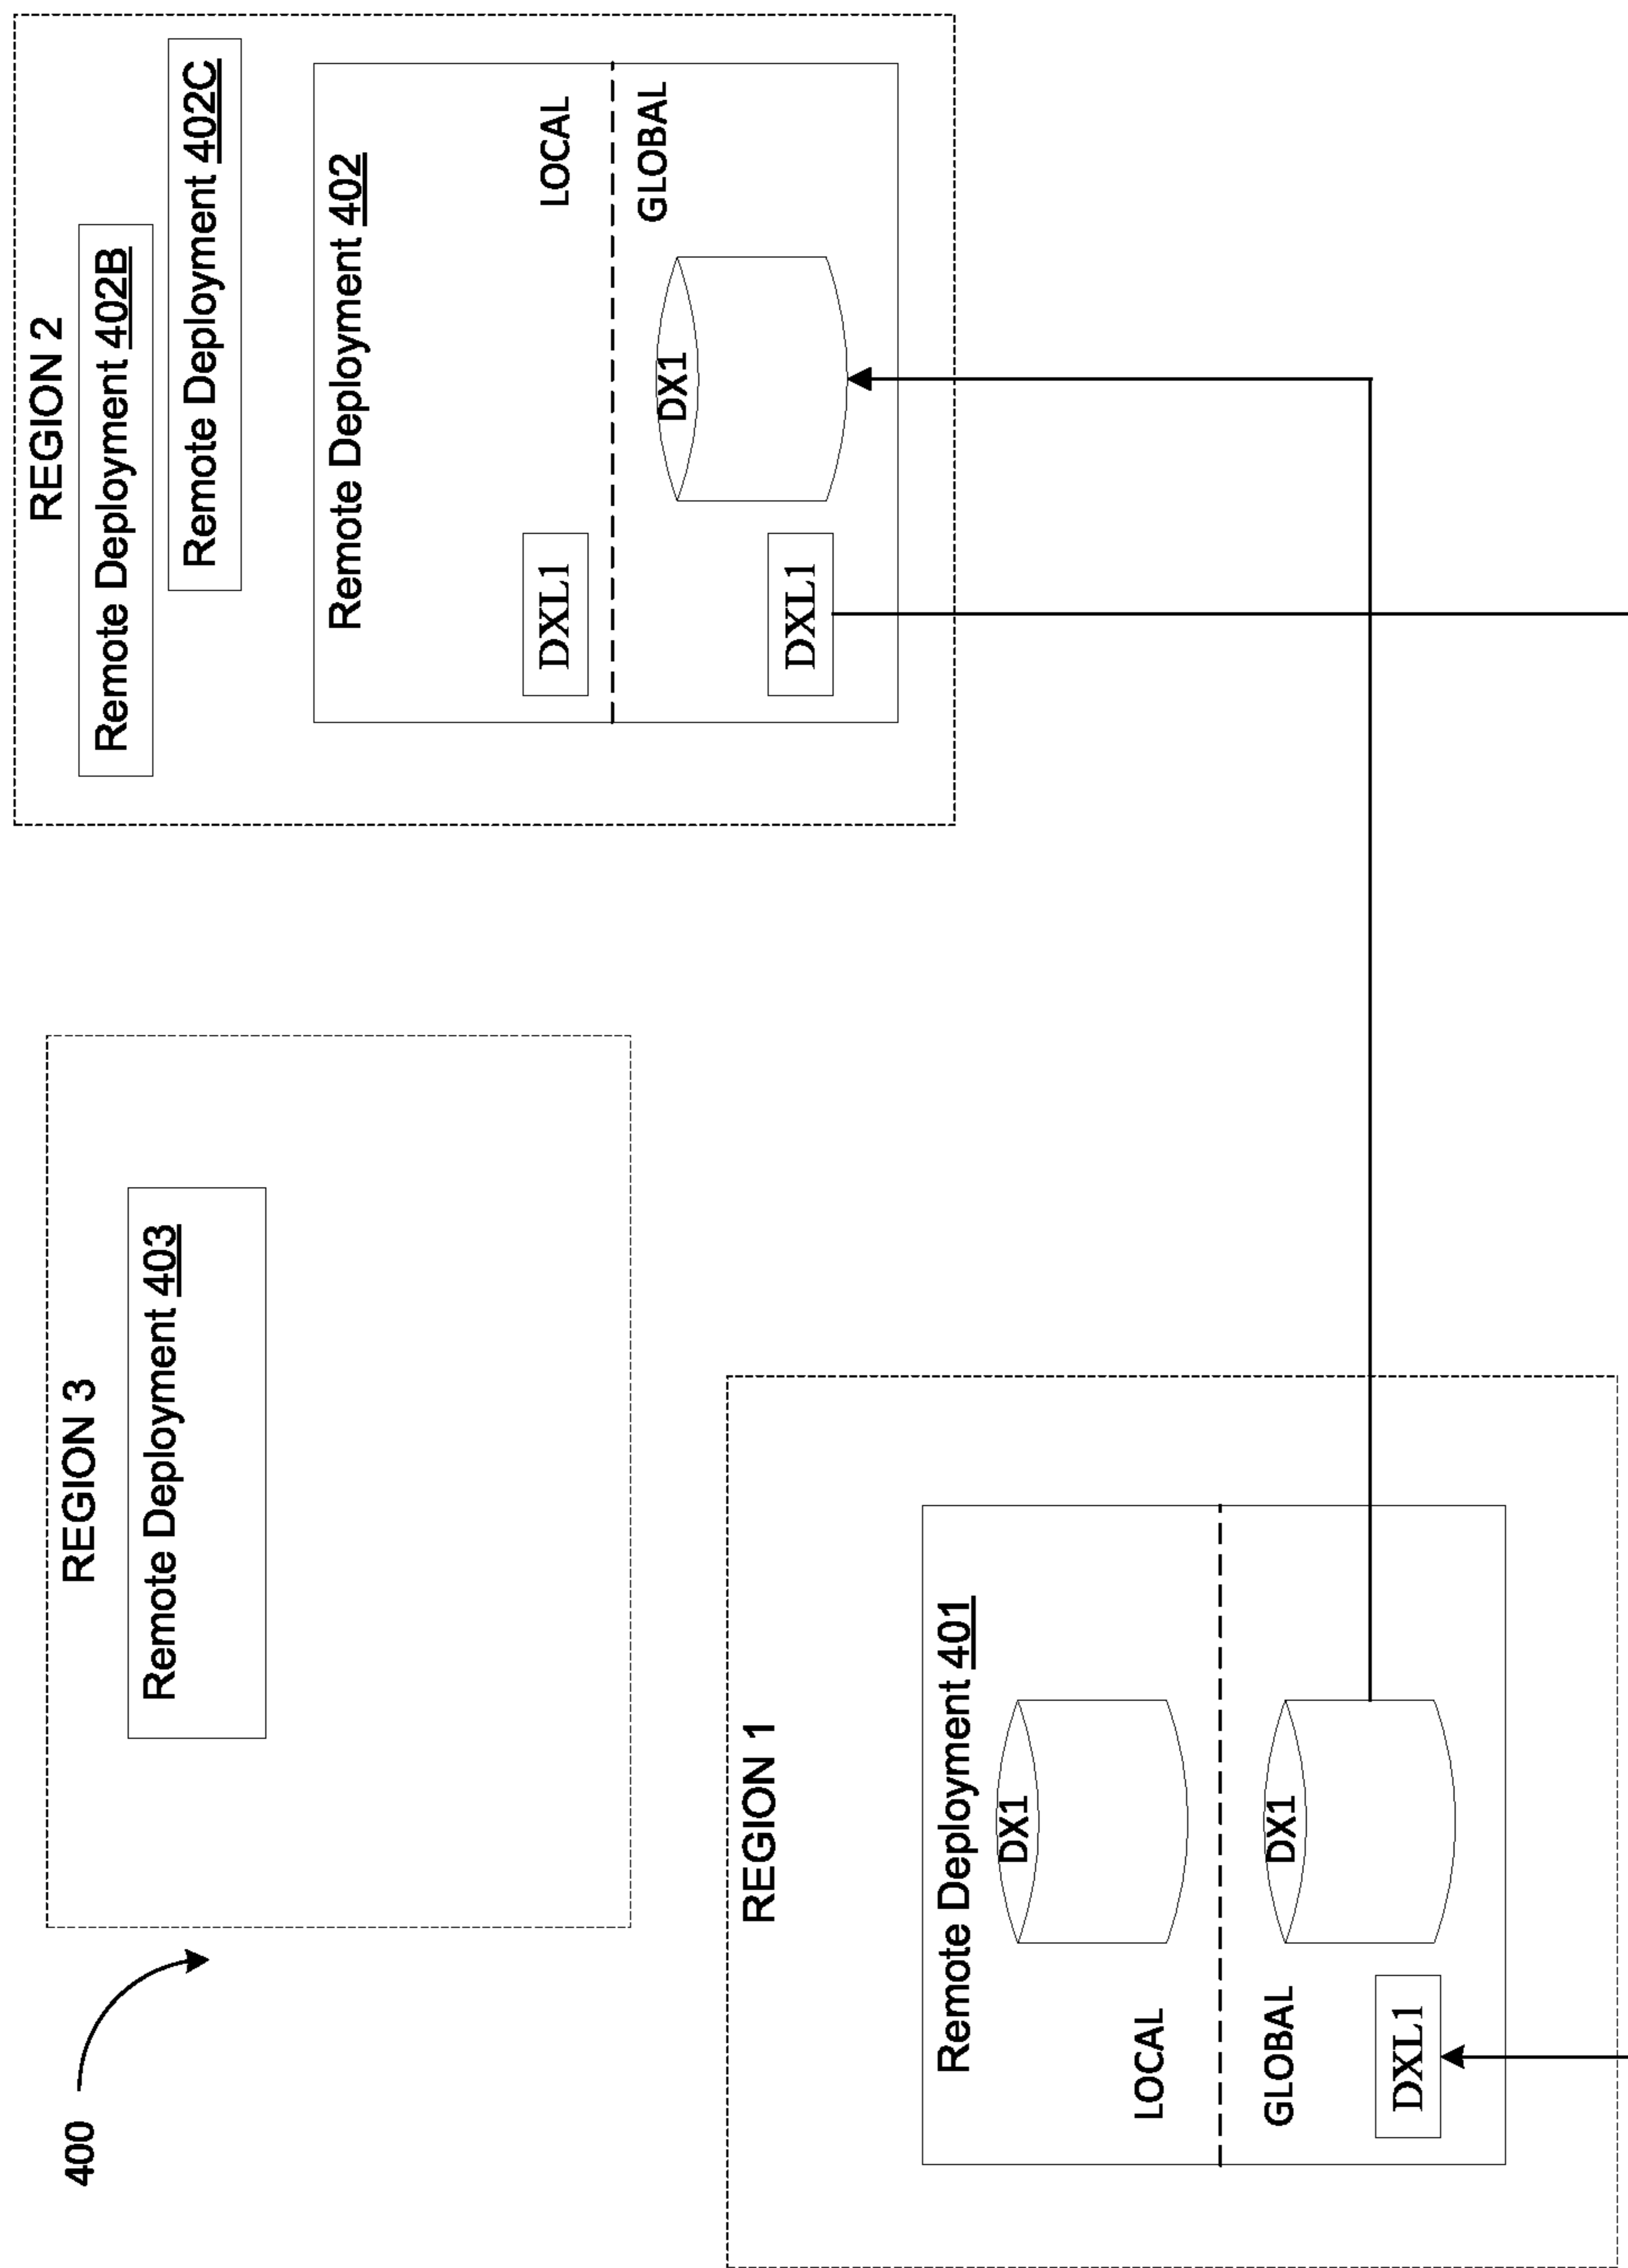 400
REGION 3
Remote Deployment 403
REGION 2
Remote Deployment 402B
Remote Deployment 402C
Remote Deployment 402
LOCAL
DXL1
GLOBAL
DX1
DXL1
REGION 1
Remote Deployment 401
DX1
LOCAL
GLOBAL
DX1
DXL1